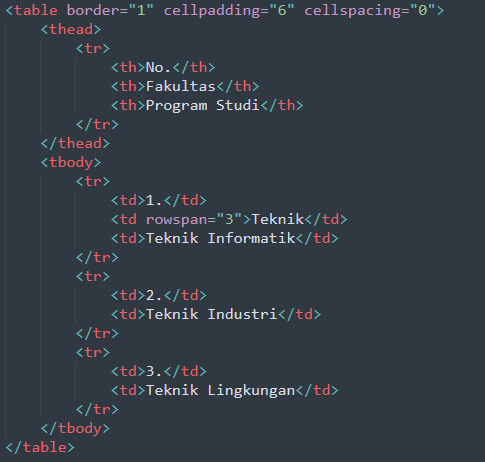 <table border="1" cellpadding="6" cellspacing="0">
    <thead>
        <tr>
            <th>No.</th>
            <th>Fakultas</th>
            <th>Program Studi</th>
        </tr>
    </thead>
    <tbody>
        <tr>
            <td>1.</td>
            <td rowspan="3">Teknik</td>
            <td>Teknik Informatik</td>
        </tr>
        <tr>
            <td>2.</td>
            <td>Teknik Industri</td>
        </tr>
        <tr>
            <td>3.</td>
            <td>Teknik Lingkungan</td>
        </tr>
    </tbody>
</table>